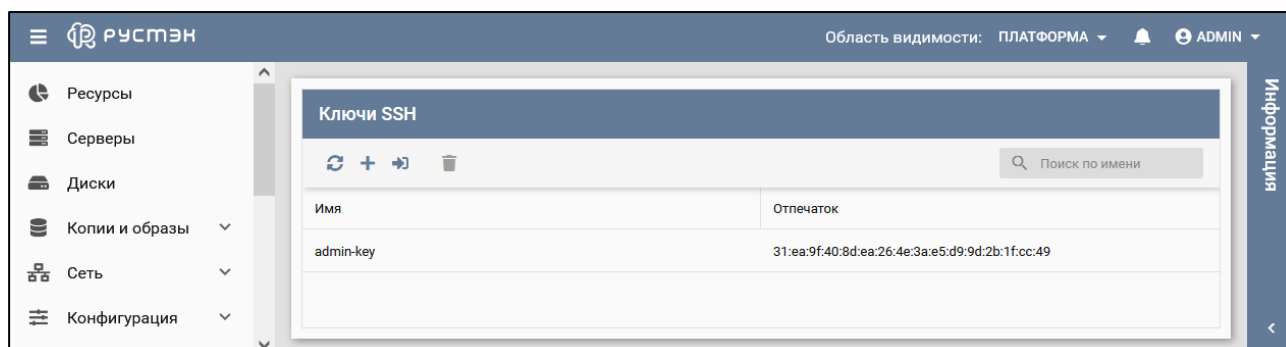 РУСТЭК
Область видимости: ПЛАТФОРМА ADMIN
Ресурсы
Серверы
Диски
Копии и образы
Сеть
Конфигурация
Ключи SSH
Поиск по имени
Имя Отпечаток
admin-key 31:ea:9f:40:8d:ea:26:4e:3a:e5:d9:9d:2b:1f:cc:49
Информация